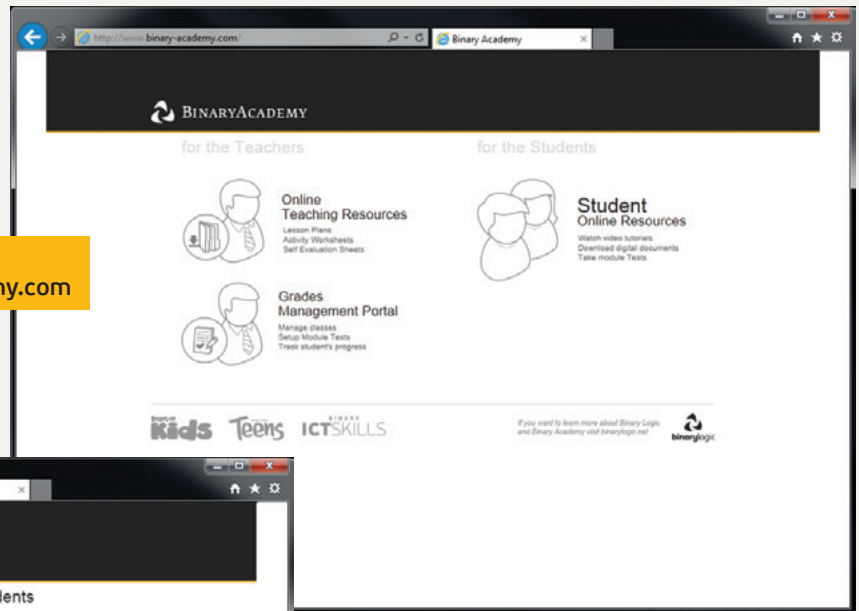 http://www.binary-academy.com/
Binary Academy
BINARYACADEMY
for the Teachers
for the Students
Online
Teaching Resources
Lesson Plans
Activity Worksheets
Self Evaluation Sheets
Student
Online Resources
Watch video tutorials
Download digital documents
Take module Tests
my.com
Grades
Management Portal
Manage classes
Setup Module Tests
Track student's progress
Kids Teens BINARY ICTSKILLS
If you want to learn more about Binary Logic
and Binary Academy visit binarylogic.net
binarylogic
dents